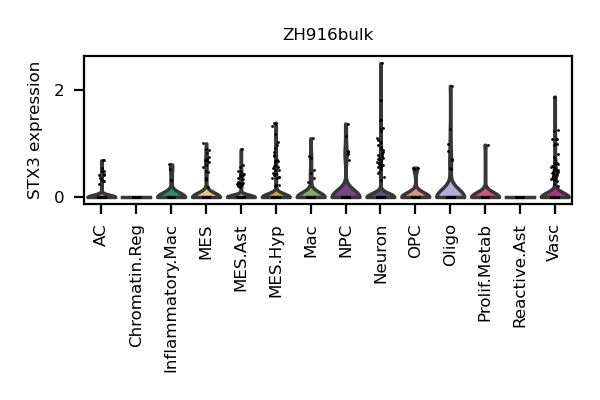 ZH916bulk
STX3 expression
2
0
AC
Chromatin.Reg
Inflammatory.Mac
MES
MES.Ast
MES.Hyp
Mac
NPC
Neuron
OPC
Oligo
Prolif.Metab
Reactive.Ast
Vasc